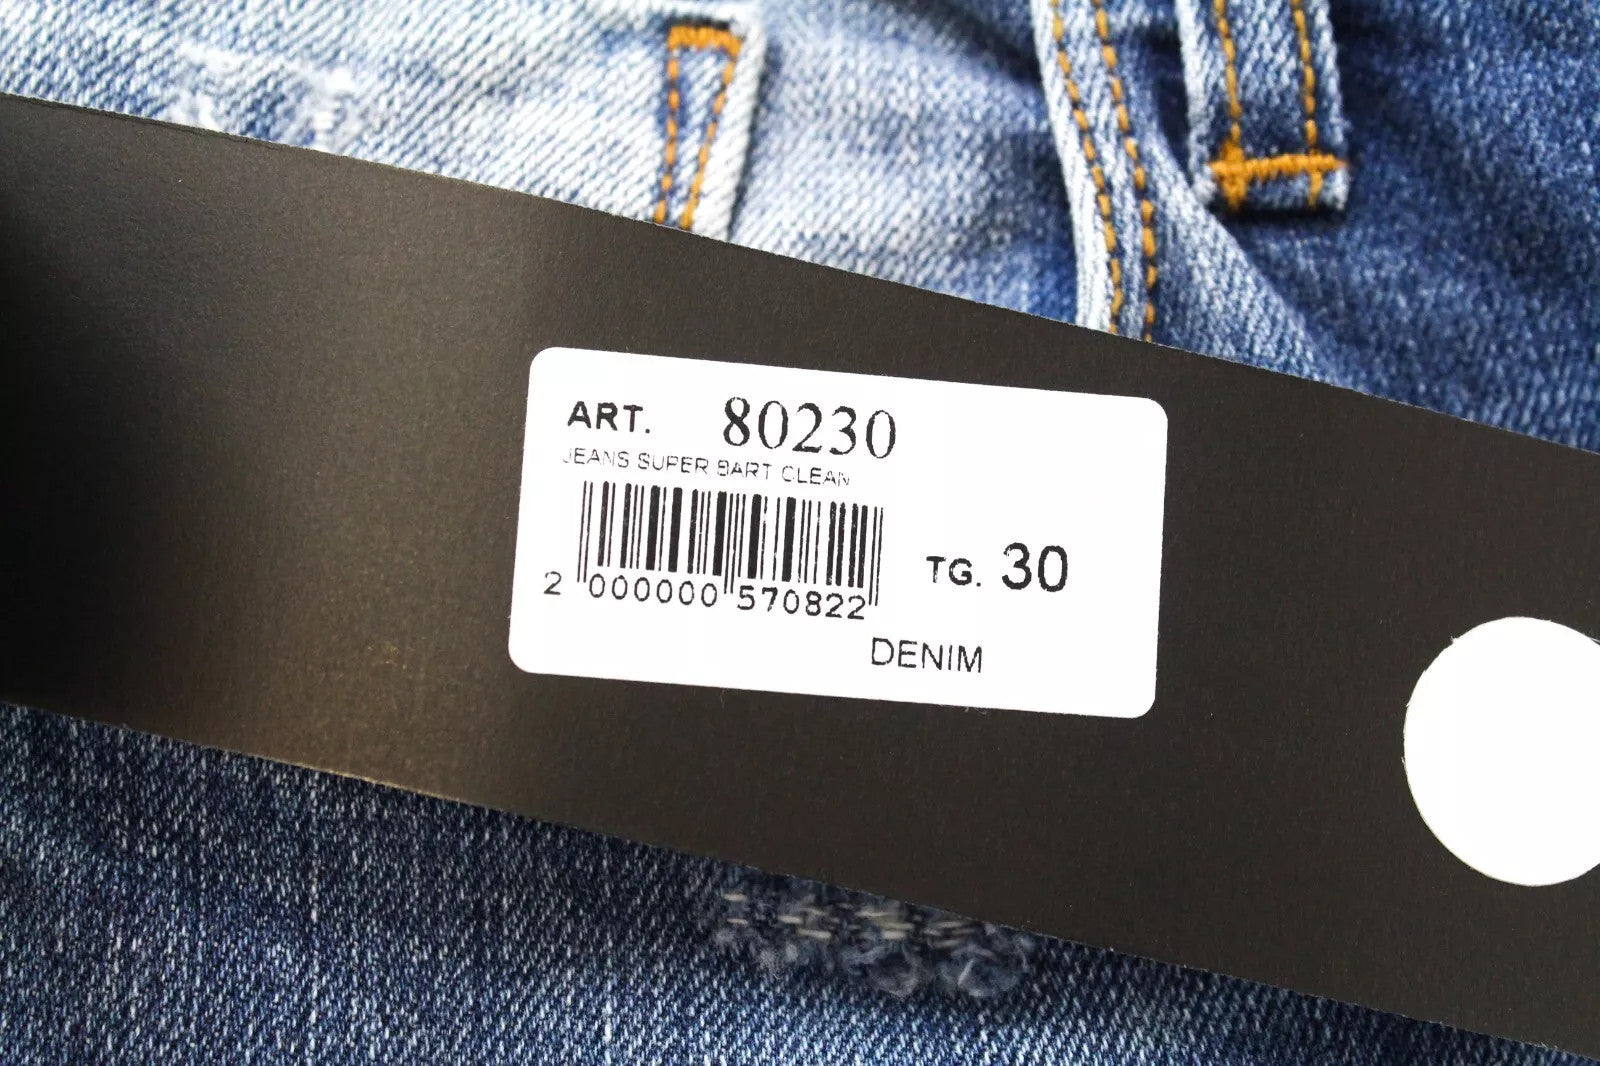 ART. 80230
JEANS SUPER BART CLEAN
TG. 30
2 000000 570822
DENIM